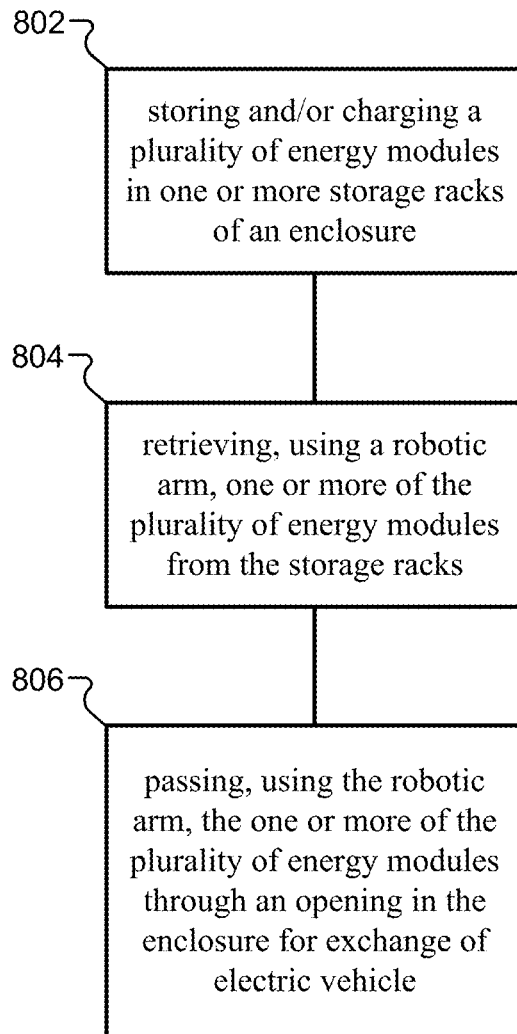 802
storing and/or charging a
plurality of energy modules
in one or more storage racks
of an enclosure
804
retrieving, using a robotic
arm, one or more of the
plurality of energy modules
from the storage racks
806
passing, using the robotic
arm, the one or more of the
plurality of energy modules
through an opening in the
enclosure for exchange of
electric vehicle